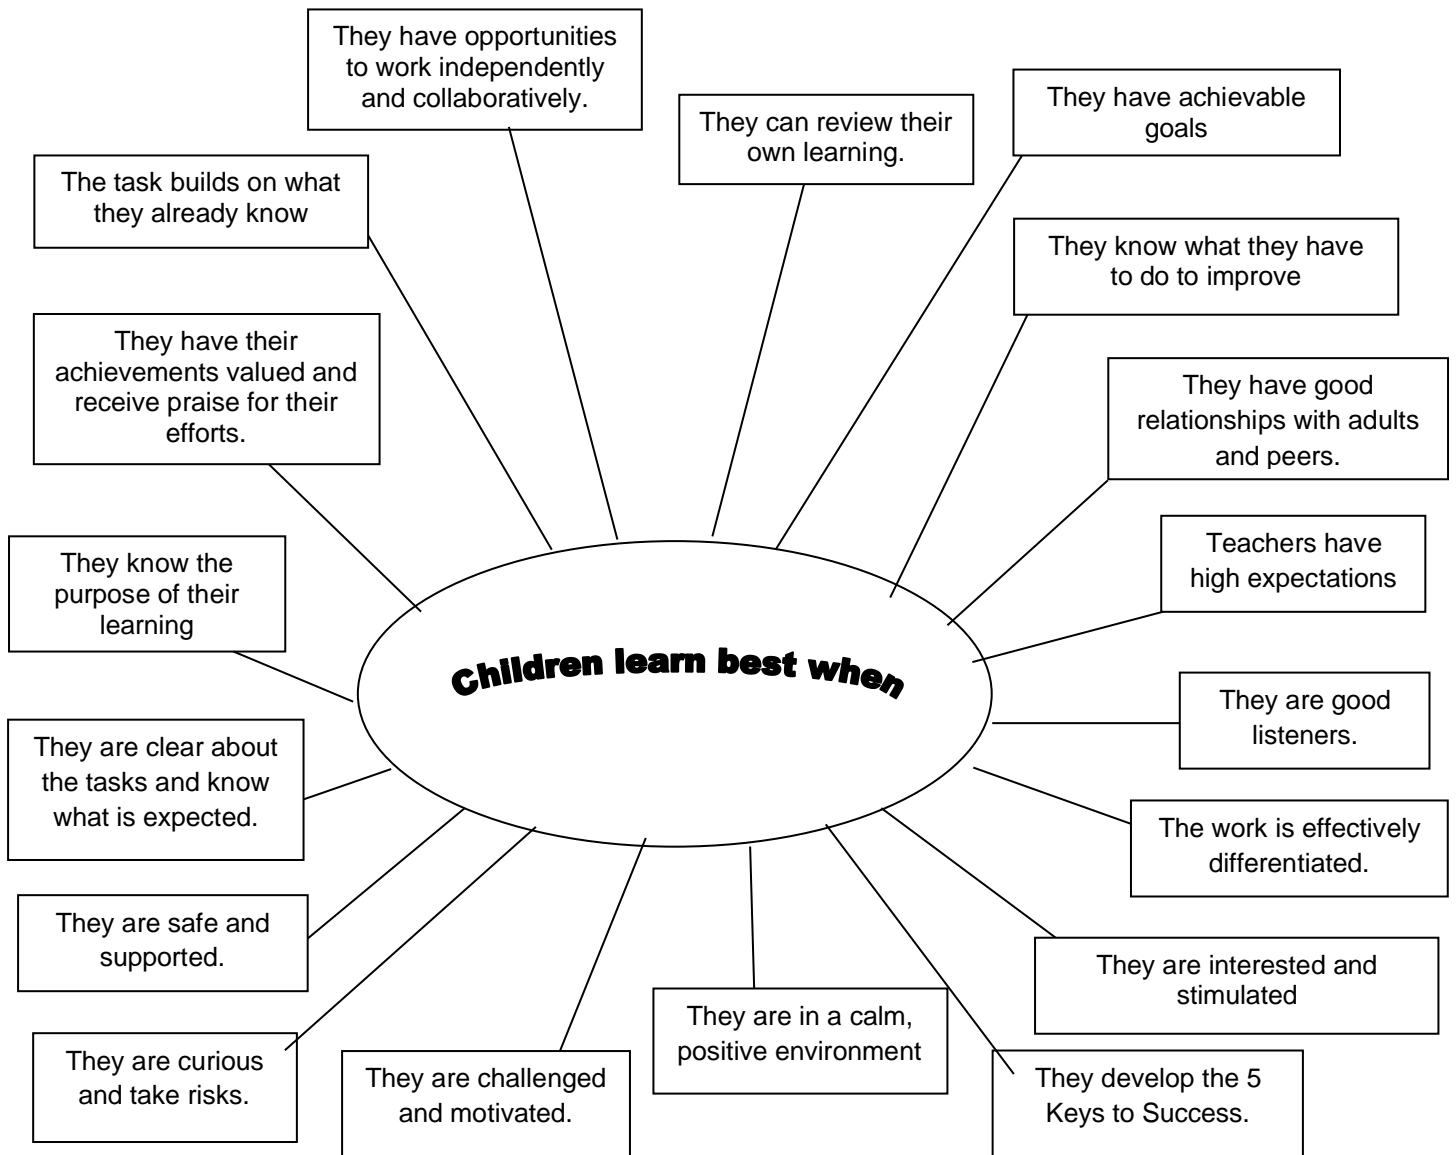 They have opportunities
to work independently
and collaboratively.
They can review their
own learning.
They have achievable
goals
The task builds on what
they already know
They know what they have
to do to improve
They have their
achievements valued and
receive praise for their
efforts.
They have good
relationships with adults
and peers.
They know the
purpose of their
learning
Teachers have
high expectations
Children learn best when
They are clear about
the tasks and know
what is expected.
They are good
listeners.
The work is effectively
differentiated.
They are safe and
supported.
They are interested and
stimulated
They are curious
and take risks.
They are challenged
and motivated.
They are in a calm,
positive environment
They develop the 5
Keys to Success.